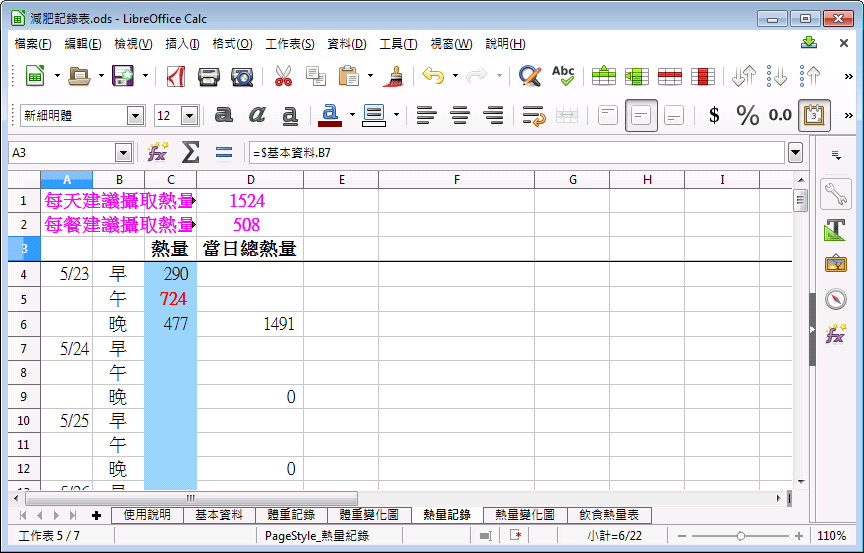 減肥記錄表.ods - LibreOffice Calc
檔案(F) 編輯(E) 檢視(V) 插入(I) 格式(O) 工作表(S) 資料(D) 工具(T) 視窗(W) 說明(H)
Abc
新細明體 12 a a a a $ % 0.0
A3 fx Σ = =$基本資料.B7
A B C D E F G H I
1 每天建議攝取熱量 1524
2 每餐建議攝取熱量 508
3 熱量 當日總熱量
4 5/23 早 290
5 午 724
6 晚 477 1491
7 5/24 早
8 午
9 晚 0
10 5/25 早
11 午
12 晚 0
使用說明 基本資料 體重記錄 體重變化圖 熱量記錄 熱量變化圖 飲食熱量表
工作表 5 / 7 PageStyle_熱量紀錄 小計=6/22 110%